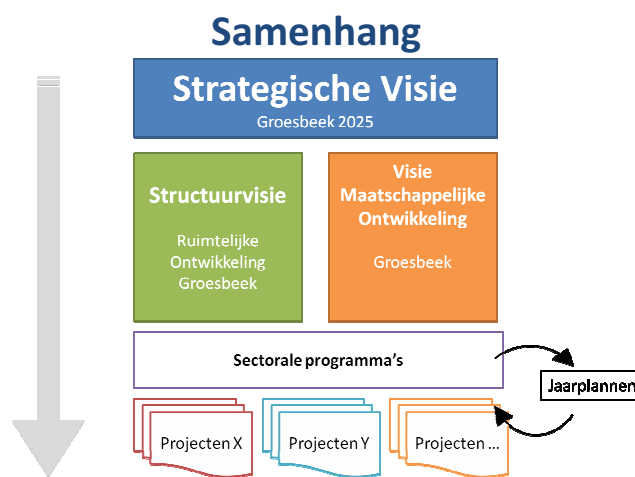 Samenhang
Strategische Visie
Groesbeek 2025
Structuurvisie
Ruimtelijke
Ontwikkeling
Groesbeek
Visie
Maatschappelijke
Ontwikkeling
Groesbeek
Sectorale programma's
Jaarplannen
Projecten X
Projecten Y
Projecten ...